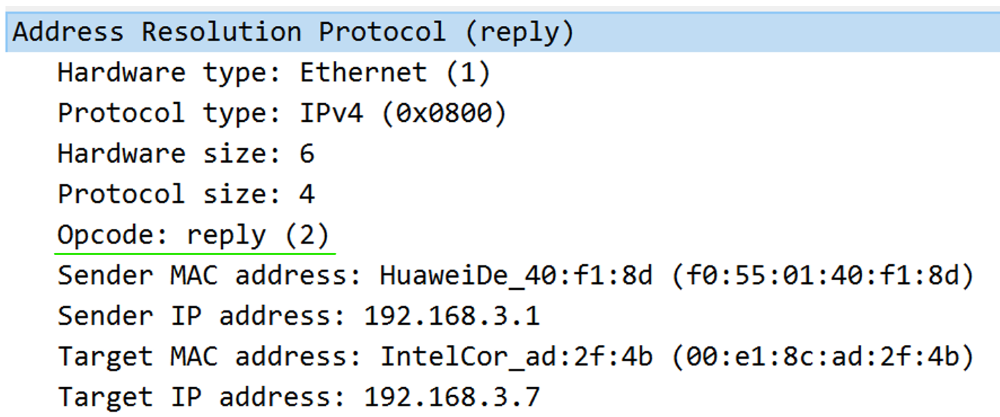 Address Resolution Protocol (reply)
Hardware type: Ethernet (1)
Protocol type: IPv4 (0x0800)
Hardware size: 6
Protocol size: 4
Opcode: reply (2)
Sender MAC address: HuaweiDe_40:f1:8d (f0:55:01:40:f1:8d)
Sender IP address: 192.168.3.1
Target MAC address: IntelCor_ad:2f:4b (00:e1:8c:ad:2f:4b)
Target IP address: 192.168.3.7